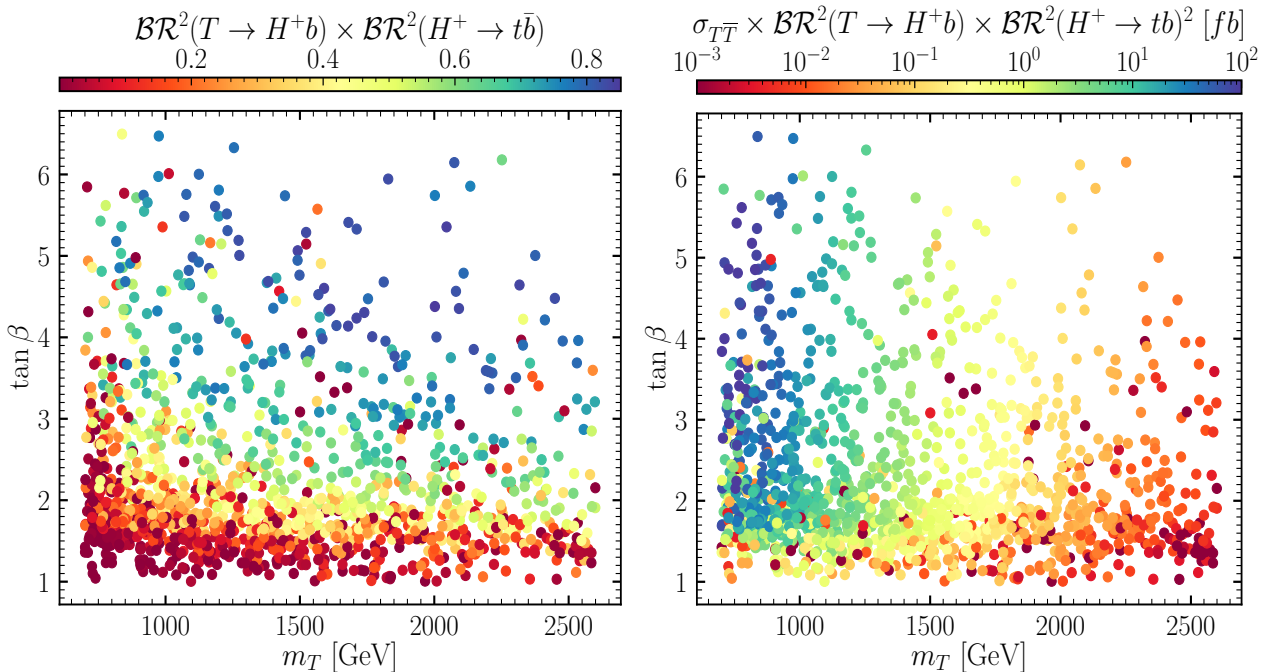 𝓑𝓡²(T → H⁺b) × 𝓑𝓡²(H⁺ → tb̄)
0.2 0.4 0.6 0.8
6
5
4
3
2
1
tan β
1000 1500 2000 2500
m_T [GeV]
σ_{TT̅} × 𝓑𝓡²(T → H⁺b) × 𝓑𝓡²(H⁺ → tb)² [fb]
10⁻³ 10⁻² 10⁻¹ 10⁰ 10¹ 10²
6
5
4
3
2
1
tan β
1000 1500 2000 2500
m_T [GeV]